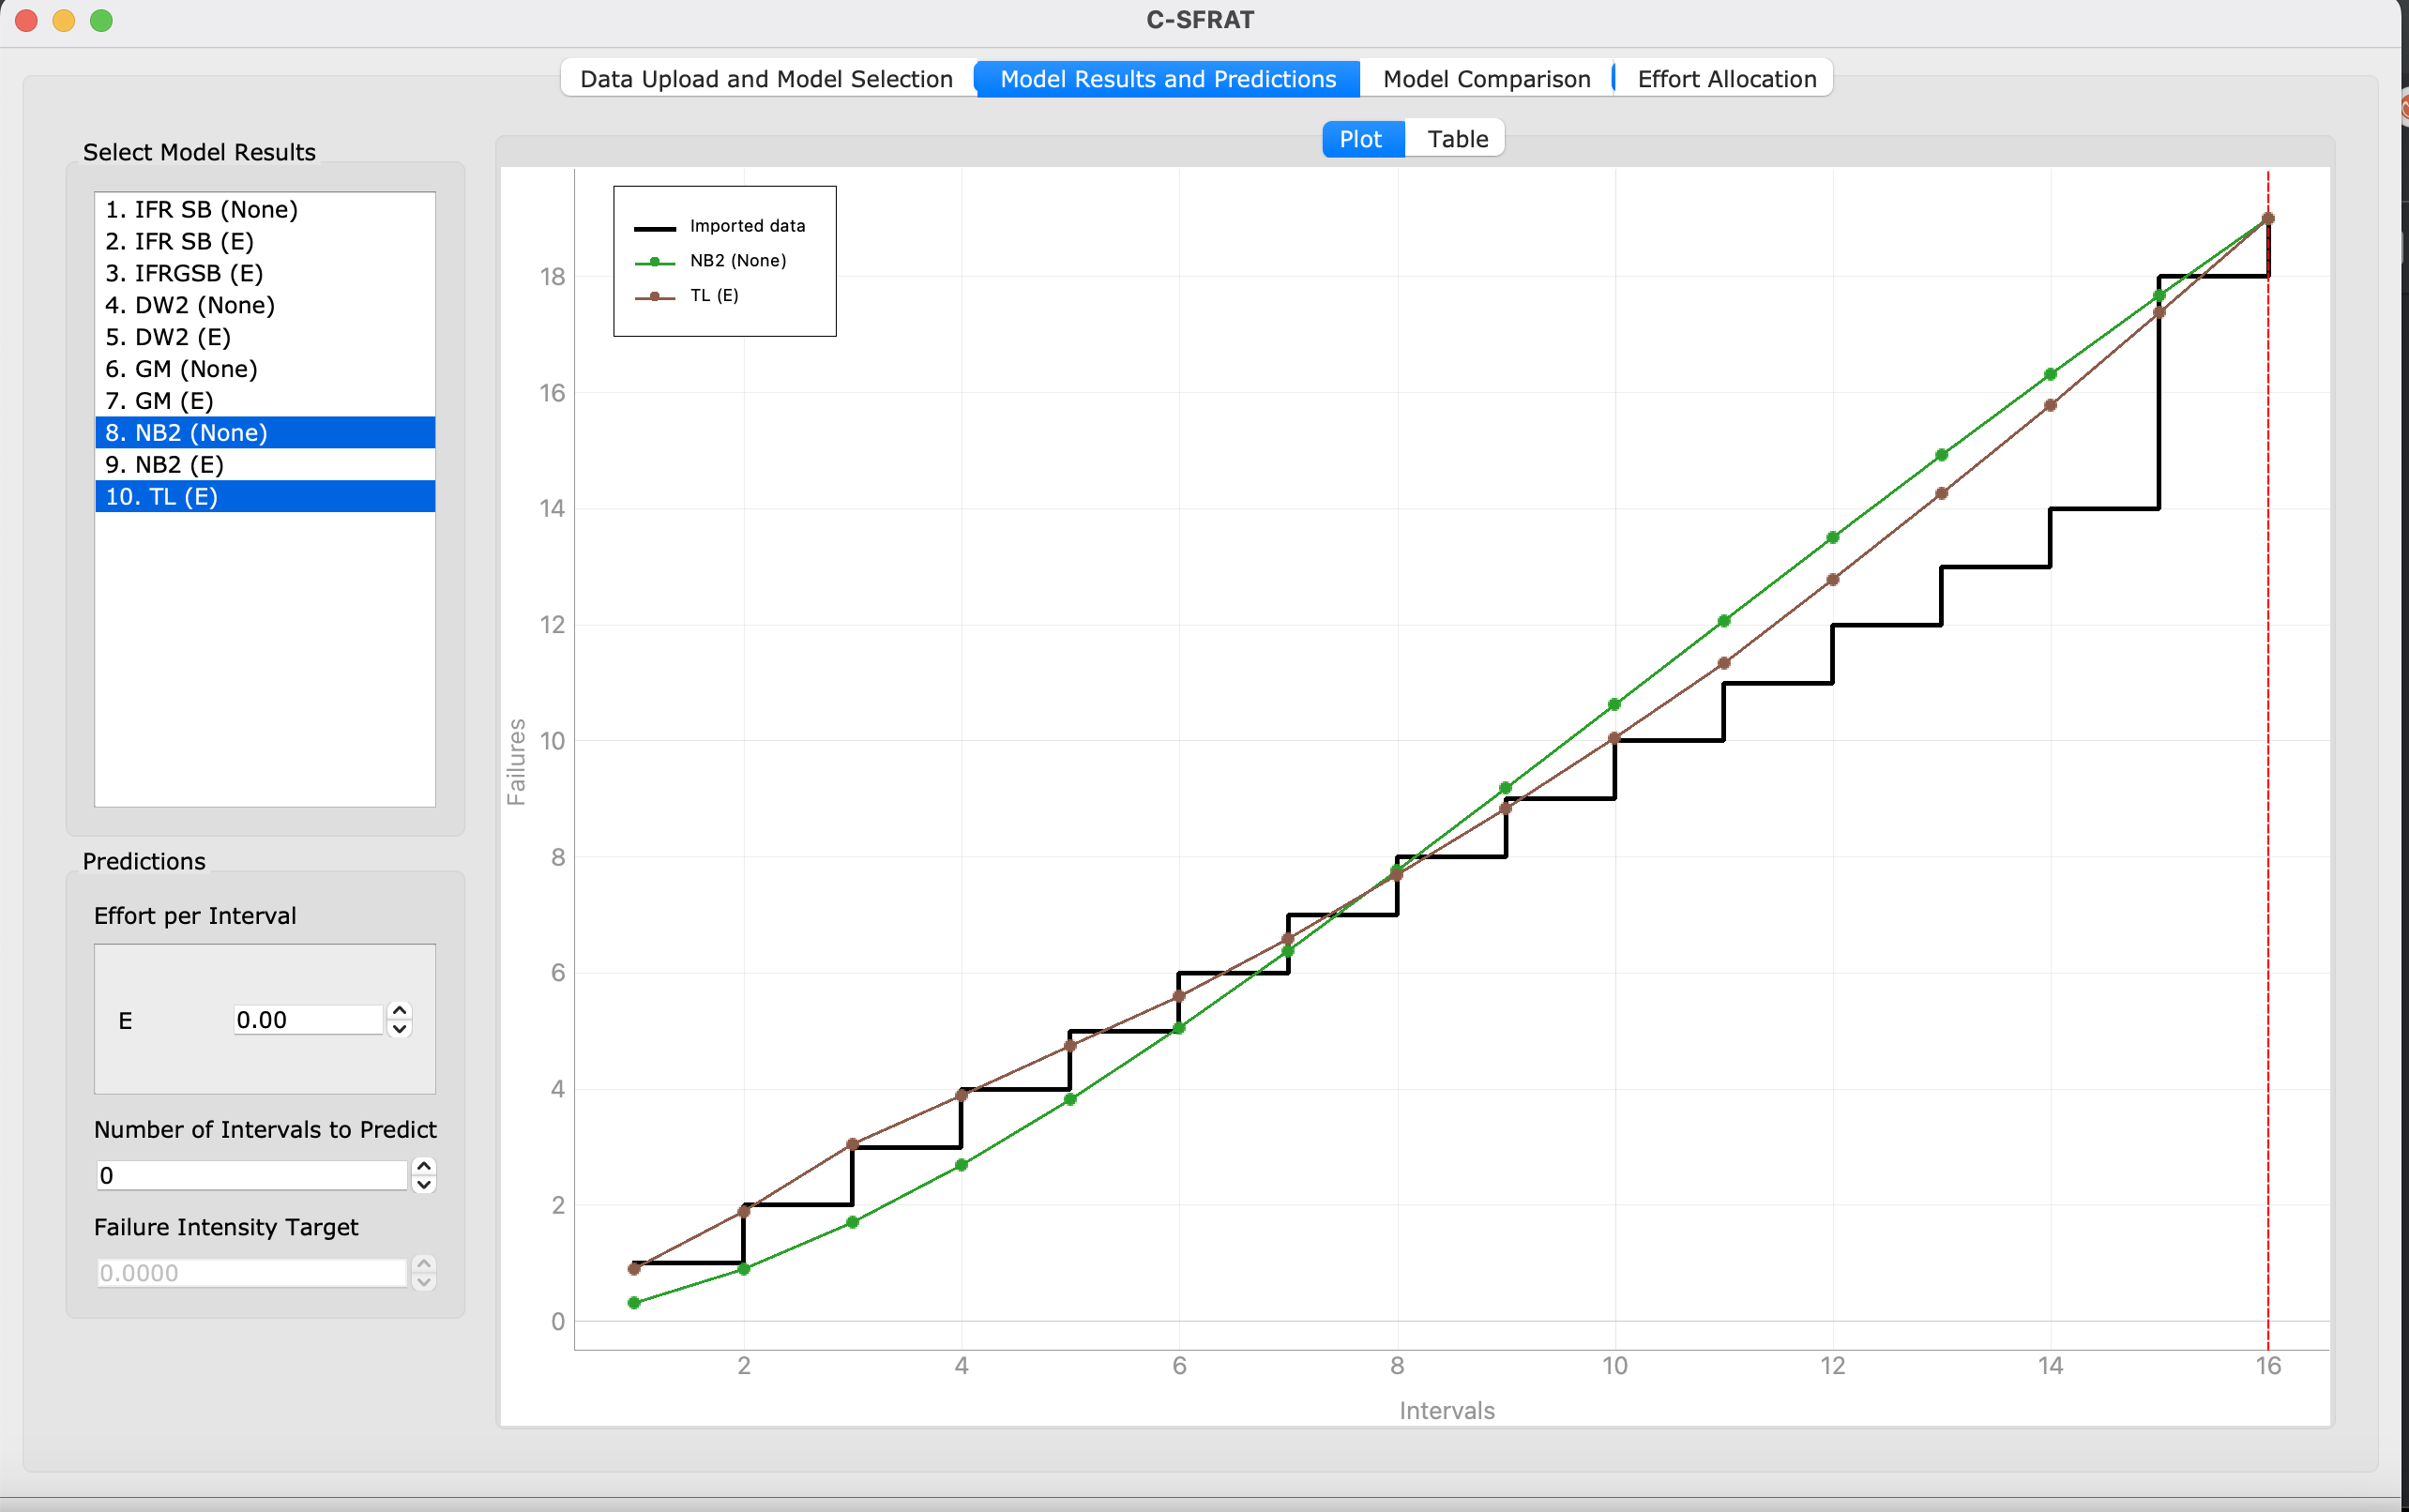 C-SFRAT
Data Upload and Model Selection
Model Results and Predictions
Model Comparison
Effort Allocation
Select Model Results
1. IFR SB (None)
2. IFR SB (E)
3. IFRGSB (E)
4. DW2 (None)
5. DW2 (E)
6. GM (None)
7. GM (E)
8. NB2 (None)
9. NB2 (E)
10. TL (E)
Predictions
Effort per Interval
E 0.00
Number of Intervals to Predict
0
Failure Intensity Target
0.0000
Plot
Table
Imported data
NB2 (None)
TL (E)
Failures
18
16
14
12
10
8
6
4
2
0
2 4 6 8 10 12 14 16
Intervals